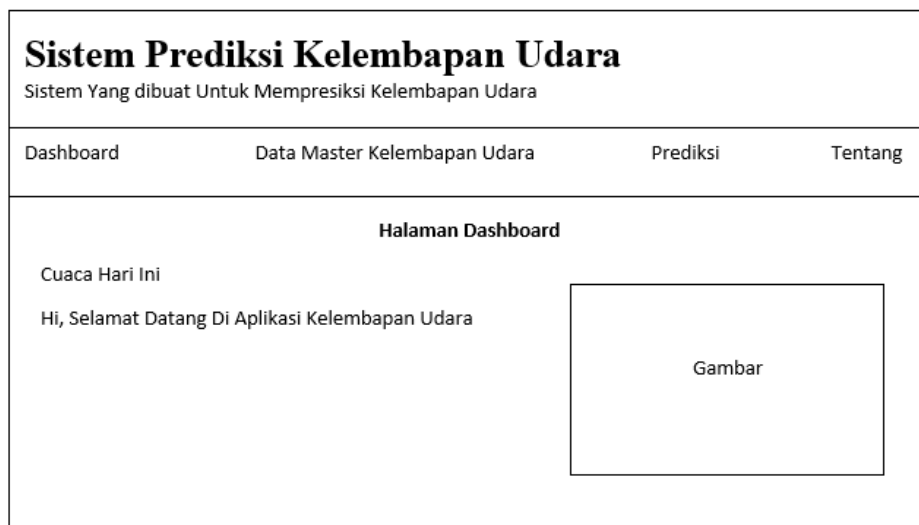 Sistem Prediksi Kelembapan Udara
Sistem Yang dibuat Untuk Mempresiksi Kelembapan Udara
Dashboard Data Master Kelembapan Udara Prediksi Tentang
Halaman Dashboard
Cuaca Hari Ini
Hi, Selamat Datang Di Aplikasi Kelembapan Udara
Gambar